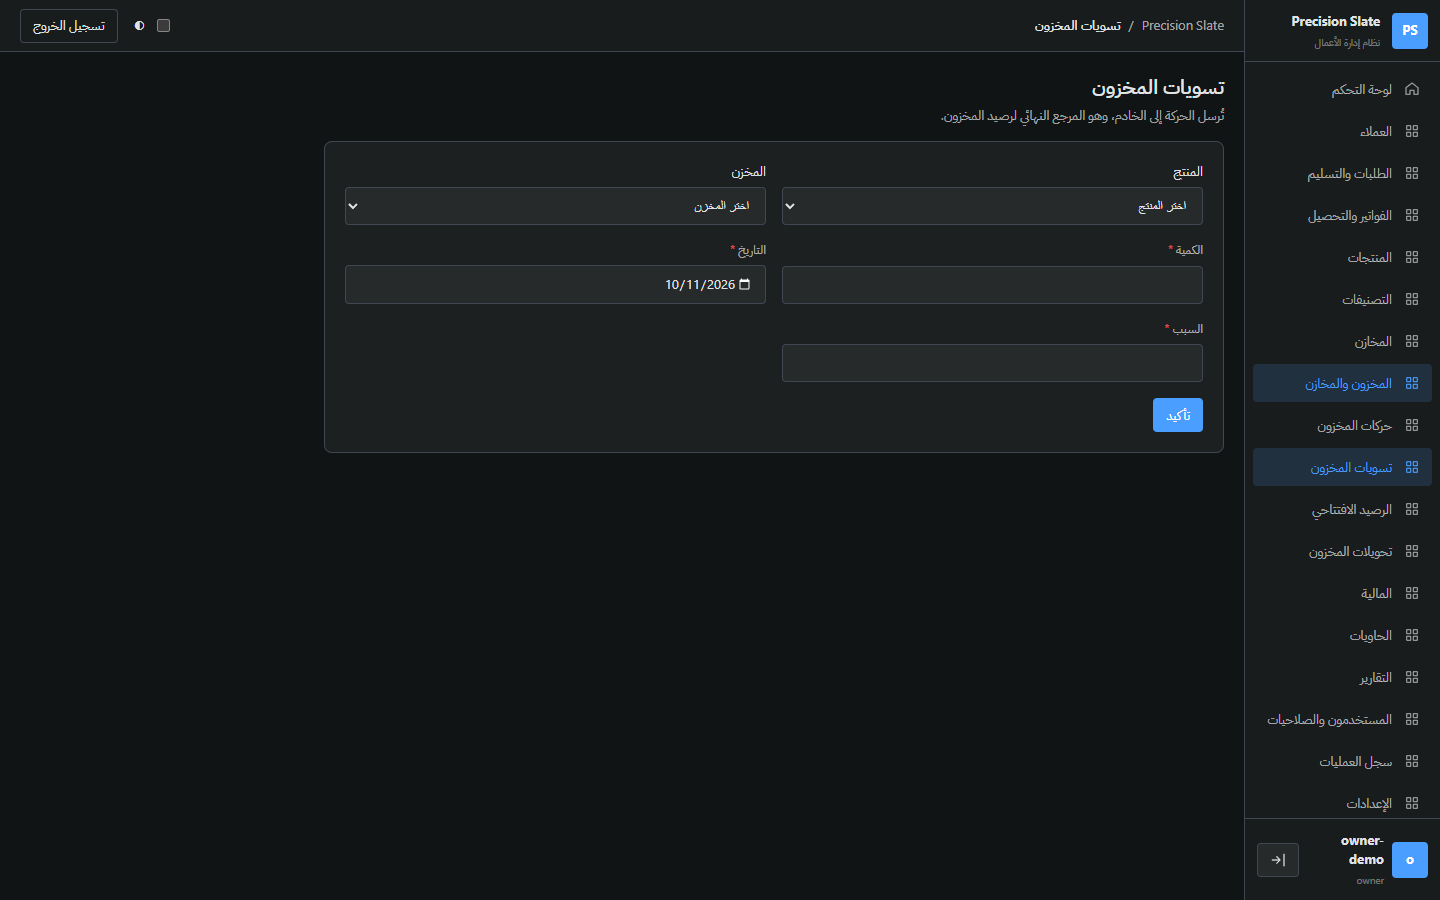 PS
Precision Slate
نظام إدارة الأعمال
Precision Slate / تسويات المخزون
تسجيل الخروج
لوحة التحكم
العملاء
الطلبات والتسليم
الفواتير والتحصيل
المنتجات
التصنيفات
المخازن
المخزون والمخازن
حركات المخزون
تسويات المخزون
الرصيد الافتتاحي
تحويلات المخزون
المالية
الحاويات
التقارير
المستخدمون والصلاحيات
سجل العمليات
الإعدادات
o
owner-
demo
owner
تسويات المخزون
تُرسل الحركة إلى الخادم، وهو المرجع النهائي لرصيد المخزون.
المنتج
اختر المنتج
المخزن
اختر المخزن
الكمية *
التاريخ *
10/11/2026
السبب *
تأكيد